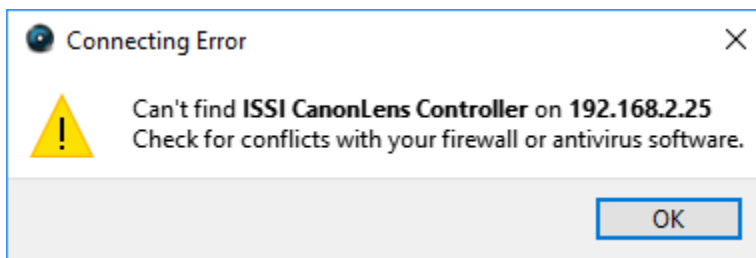 Connecting Error
Can't find ISSI CanonLens Controller on 192.168.2.25
Check for conflicts with your firewall or antivirus software.
OK